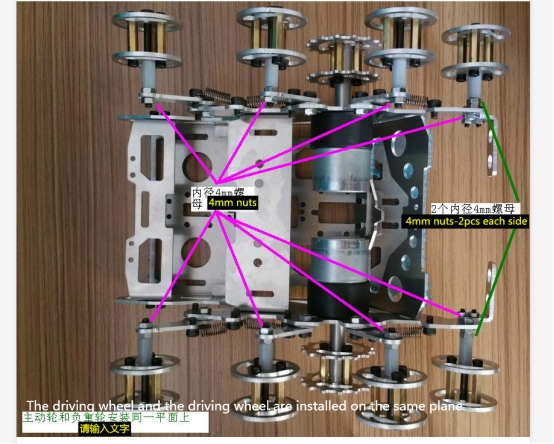 内径4mm螺
母
4mm nuts
2个内径4mm螺母
4mm nuts-2pcs each side
The driving wheel and the driving wheel are installed on the same plane
主动轮和负重轮安装同一平面上
请输入文字